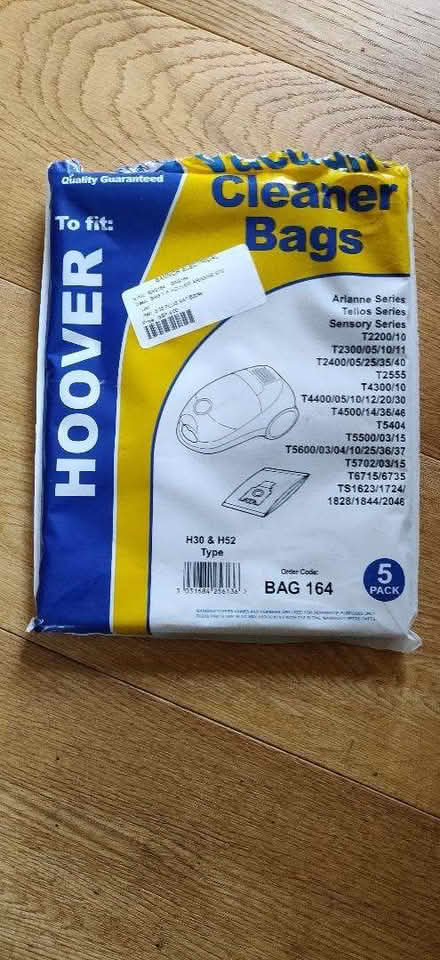 Vacuum
Quality Guaranteed
Cleaner
Bags
To fit:
HOOVER
Arianne Series
Telios Series
Sensory Series
T2200/10
T2300/05/10/11
T2400/05/25/35/40
T2555
T4300/10
T4400/05/10/12/20/30
T4500/14/36/46
T5404
T5500/03/15
T5600/03/04/10/25/36/37
T5702/03/15
T6715/6735
TS1623/1724/
1828/1844/2046
H30 & H52
Type
Order Code:
BAG 164
5
PACK